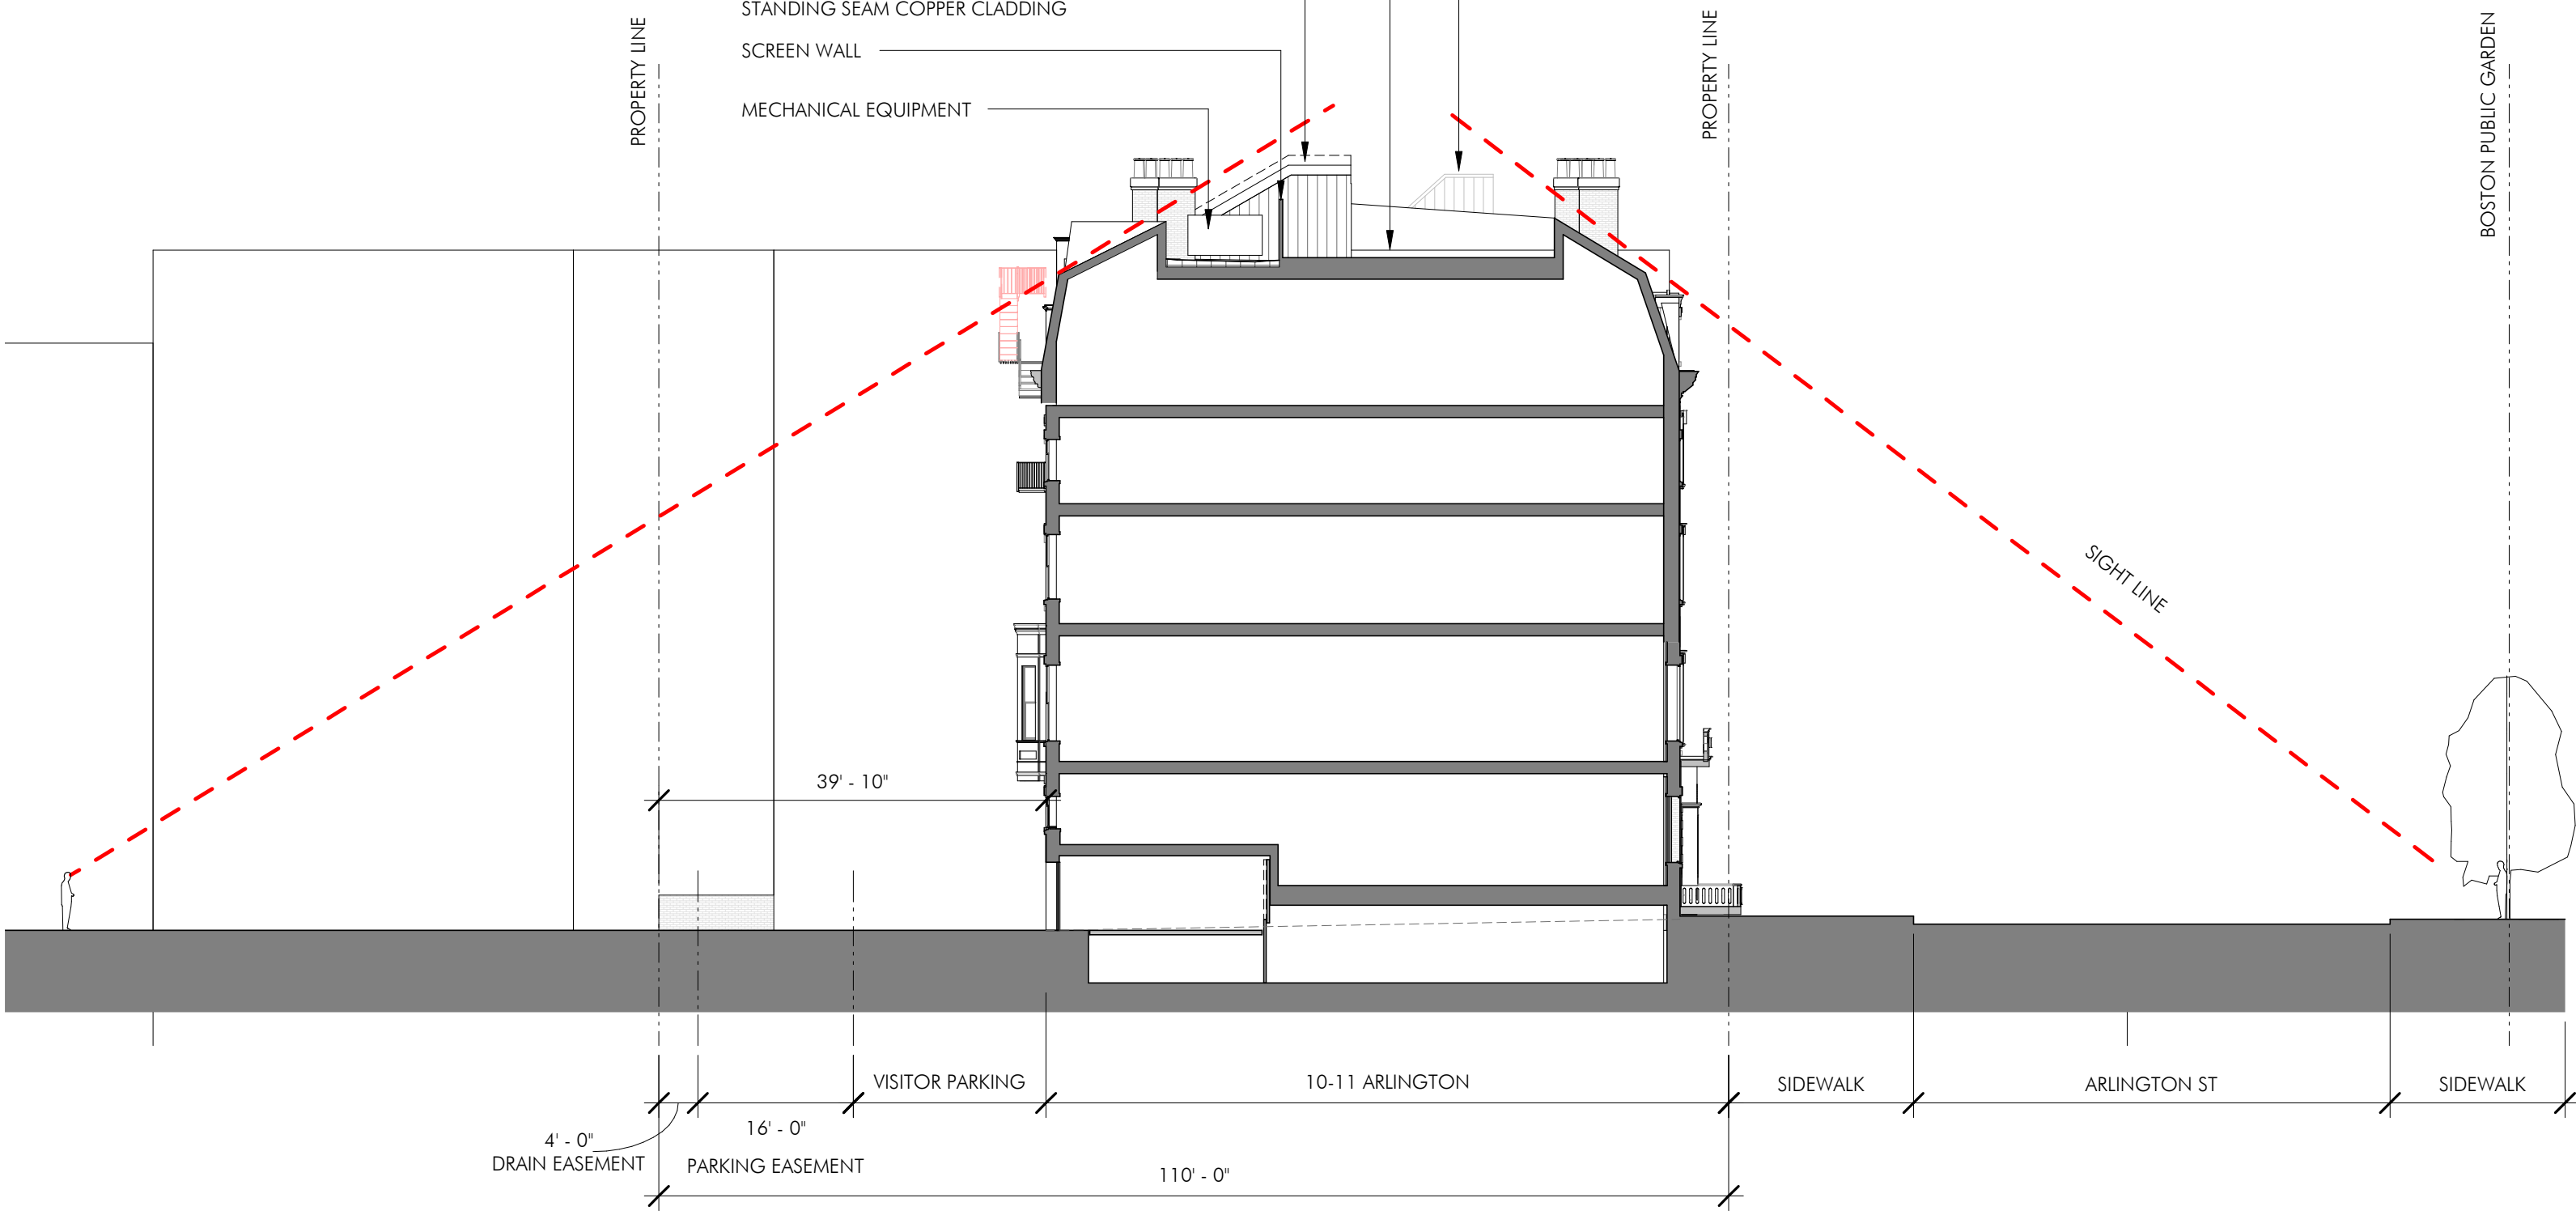 STANDING SEAM COPPER CLADDING
SCREEN WALL
MECHANICAL EQUIPMENT
PROPERTY LINE
PROPERTY LINE
BOSTON PUBLIC GARDEN
SIGHT LINE
39' - 10"
VISITOR PARKING
10-11 ARLINGTON
SIDEWALK
ARLINGTON ST
SIDEWALK
4' - 0"
DRAIN EASEMENT
16' - 0"
PARKING EASEMENT
110' - 0"